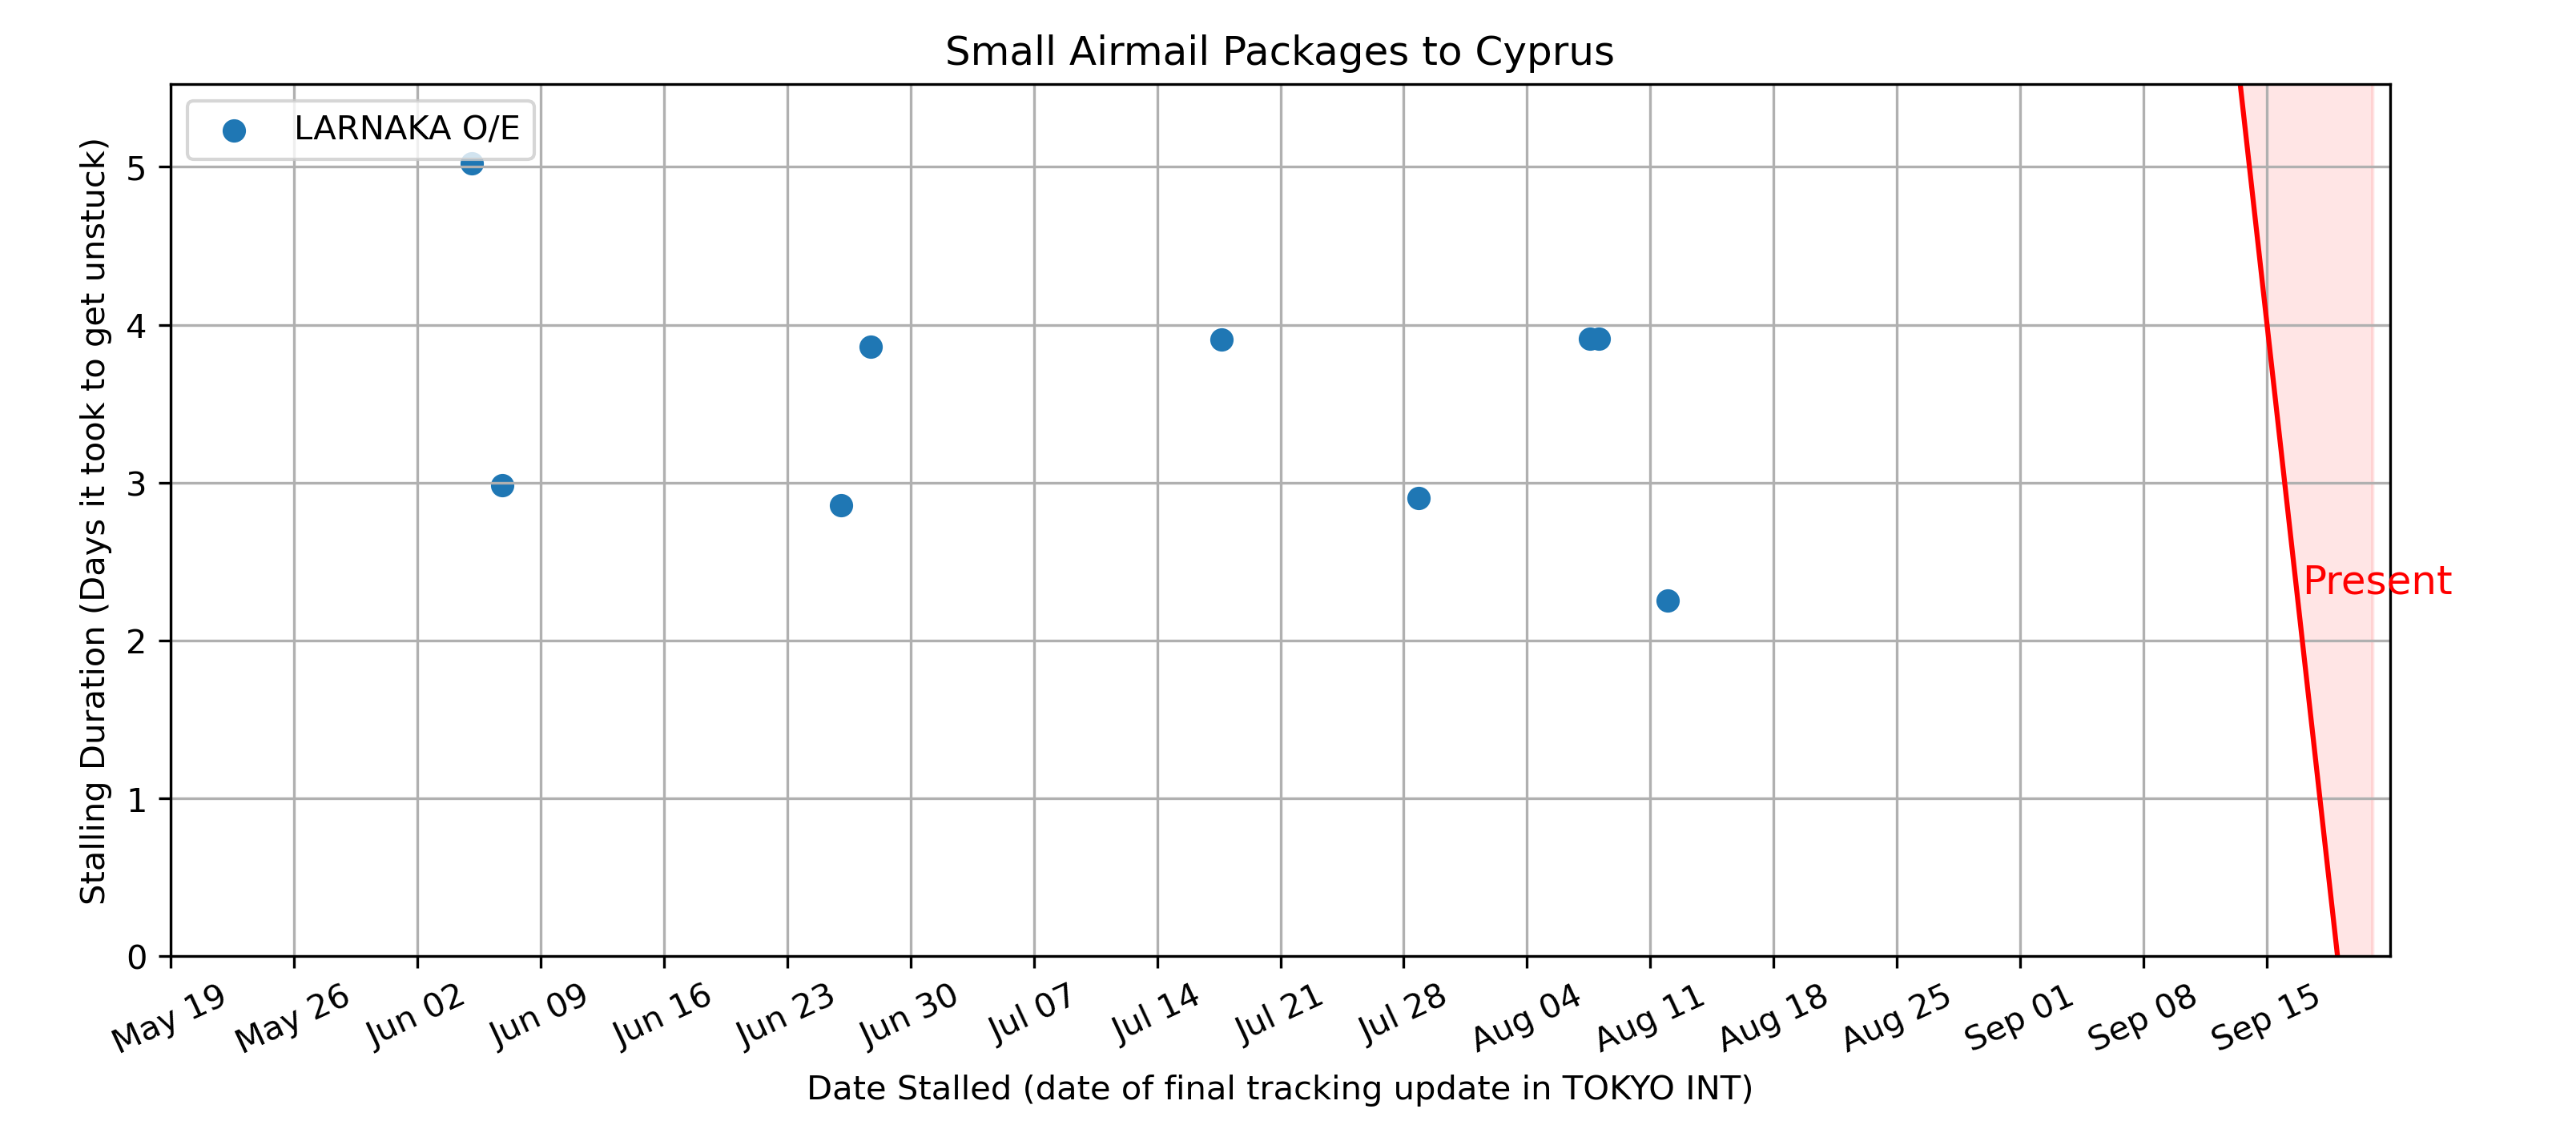 Small Airmail Packages to Cyprus
LARNAKA O/E
Stalling Duration (Days it took to get unstuck)
5
4
3
2
1
0
Present
May 19
May 26
Jun 02
Jun 09
Jun 16
Jun 23
Jun 30
Jul 07
Jul 14
Jul 21
Jul 28
Aug 04
Aug 11
Aug 18
Aug 25
Sep 01
Sep 08
Sep 15
Date Stalled (date of final tracking update in TOKYO INT)